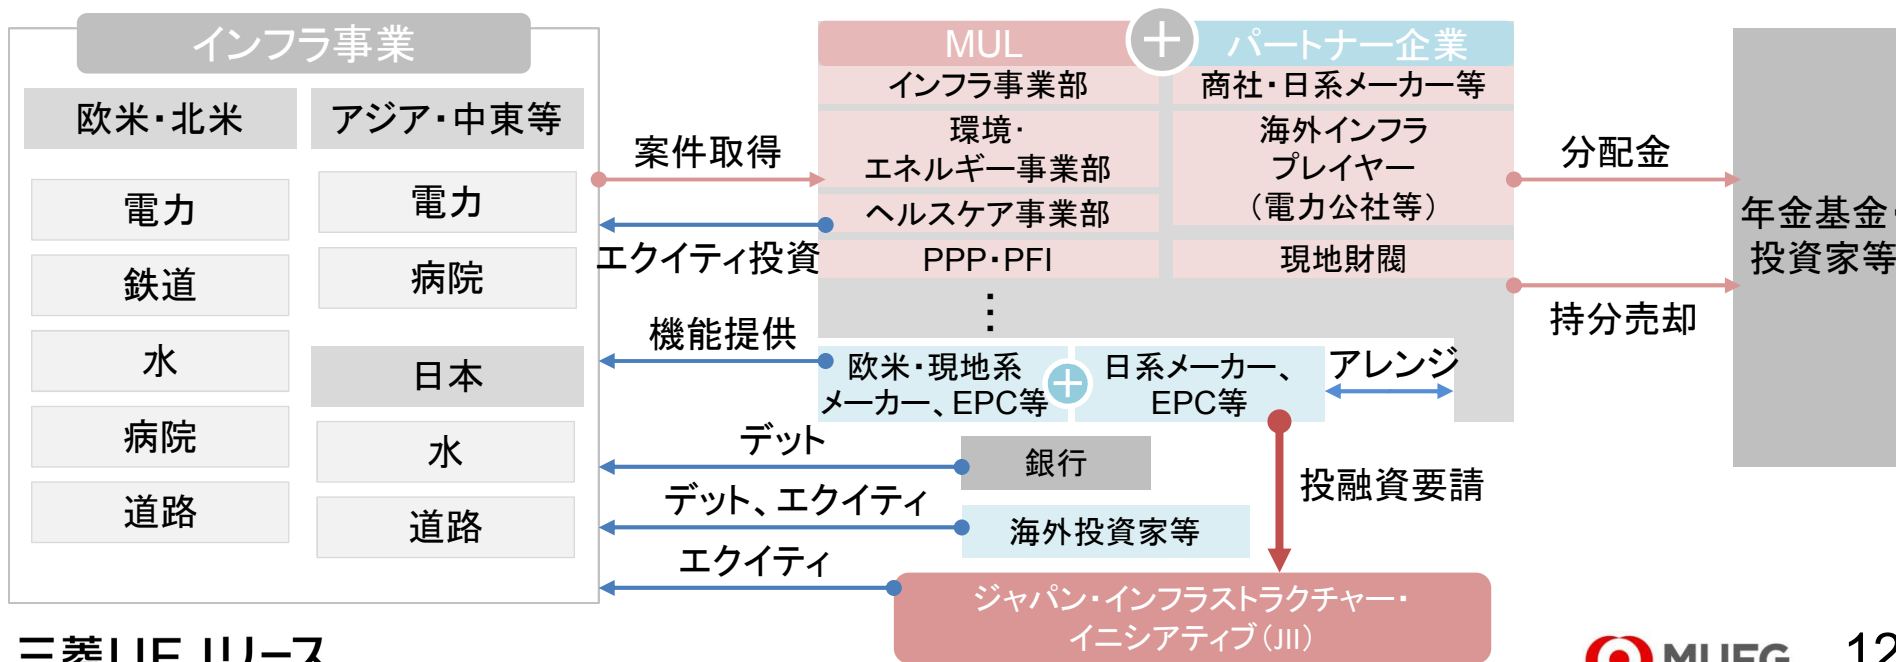 インフラ事業
欧米・北米
電力
鉄道
水
病院
道路
アジア・中東等
電力
病院
日本
水
道路
案件取得
エクイティ投資
機能提供
デット
デット、エクイティ
エクイティ
MUL
インフラ事業部
環境・
エネルギー事業部
ヘルスケア事業部
PPP・PFI
パートナー企業
商社・日系メーカー等
海外インフラ
プレイヤー
（電力公社等）
現地財閥
欧米・現地系
メーカー、EPC等
日系メーカー、
EPC等
アレンジ
銀行
海外投資家等
投融資要請
ジャパン・インフラストラクチャー・
イニシアティブ（JII）
分配金
持分売却
年金基金・
投資家等
三菱UFJリース
MUFG
12